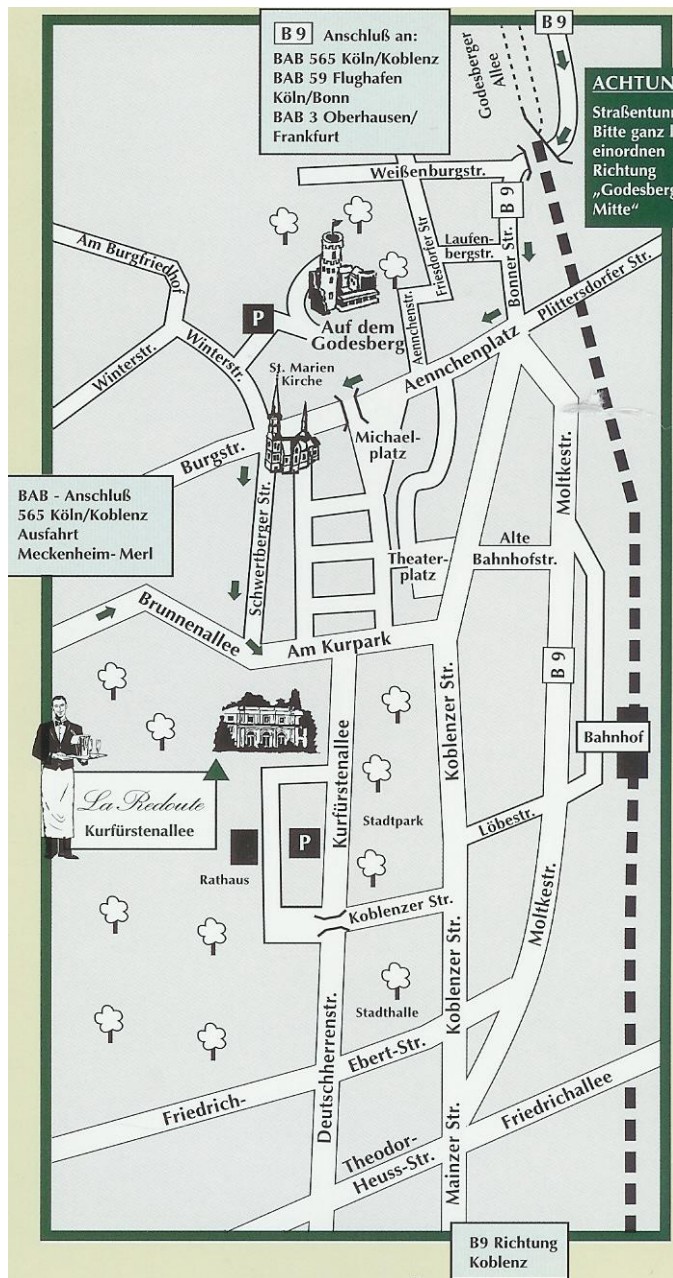 B 9 Anschluß an:
BAB 565 Köln/Koblenz
BAB 59 Flughafen
Köln/Bonn
BAB 3 Oberhausen/
Frankfurt
Godesberger
Allee
B 9
ACHTUN
Straßentunn
Bitte ganz
einordnen
Richtung
„Godesberg
Mitte“
Weißenburgstr.
B 9
Am Burgfriedhof
Friesdorfer Str
Laufen-
bergstr.
Bonner Str.
Plittersdorfer Str.
P
Auf dem
Godesberg
Aennchenstr.
Aennchenplatz
Winterstr.
Winterstr.
St. Marien
Kirche
Burgstr.
Michael-
platz
Moltkestr.
BAB - Anschluß
565 Köln/Koblenz
Ausfahrt
Meckenheim- Merl
Schwertberger Str.
Theater-
platz
Alte
Bahnhofstr.
Brunnenallee
Am Kurpark
B 9
Koblenzer Str.
Bahnhof
La Redoute
Kurfürstenallee
Kurfürstenallee
Stadtpark
Löbestr.
P
Rathaus
Koblenzer Str.
Moltkestr.
Koblenzer Str.
Stadthalle
Deutschherrenstr.
Friedrich-
Ebert-Str.
Friedrichallee
Theodor-
Heuss-Str.
Mainzer Str.
B9 Richtung
Koblenz